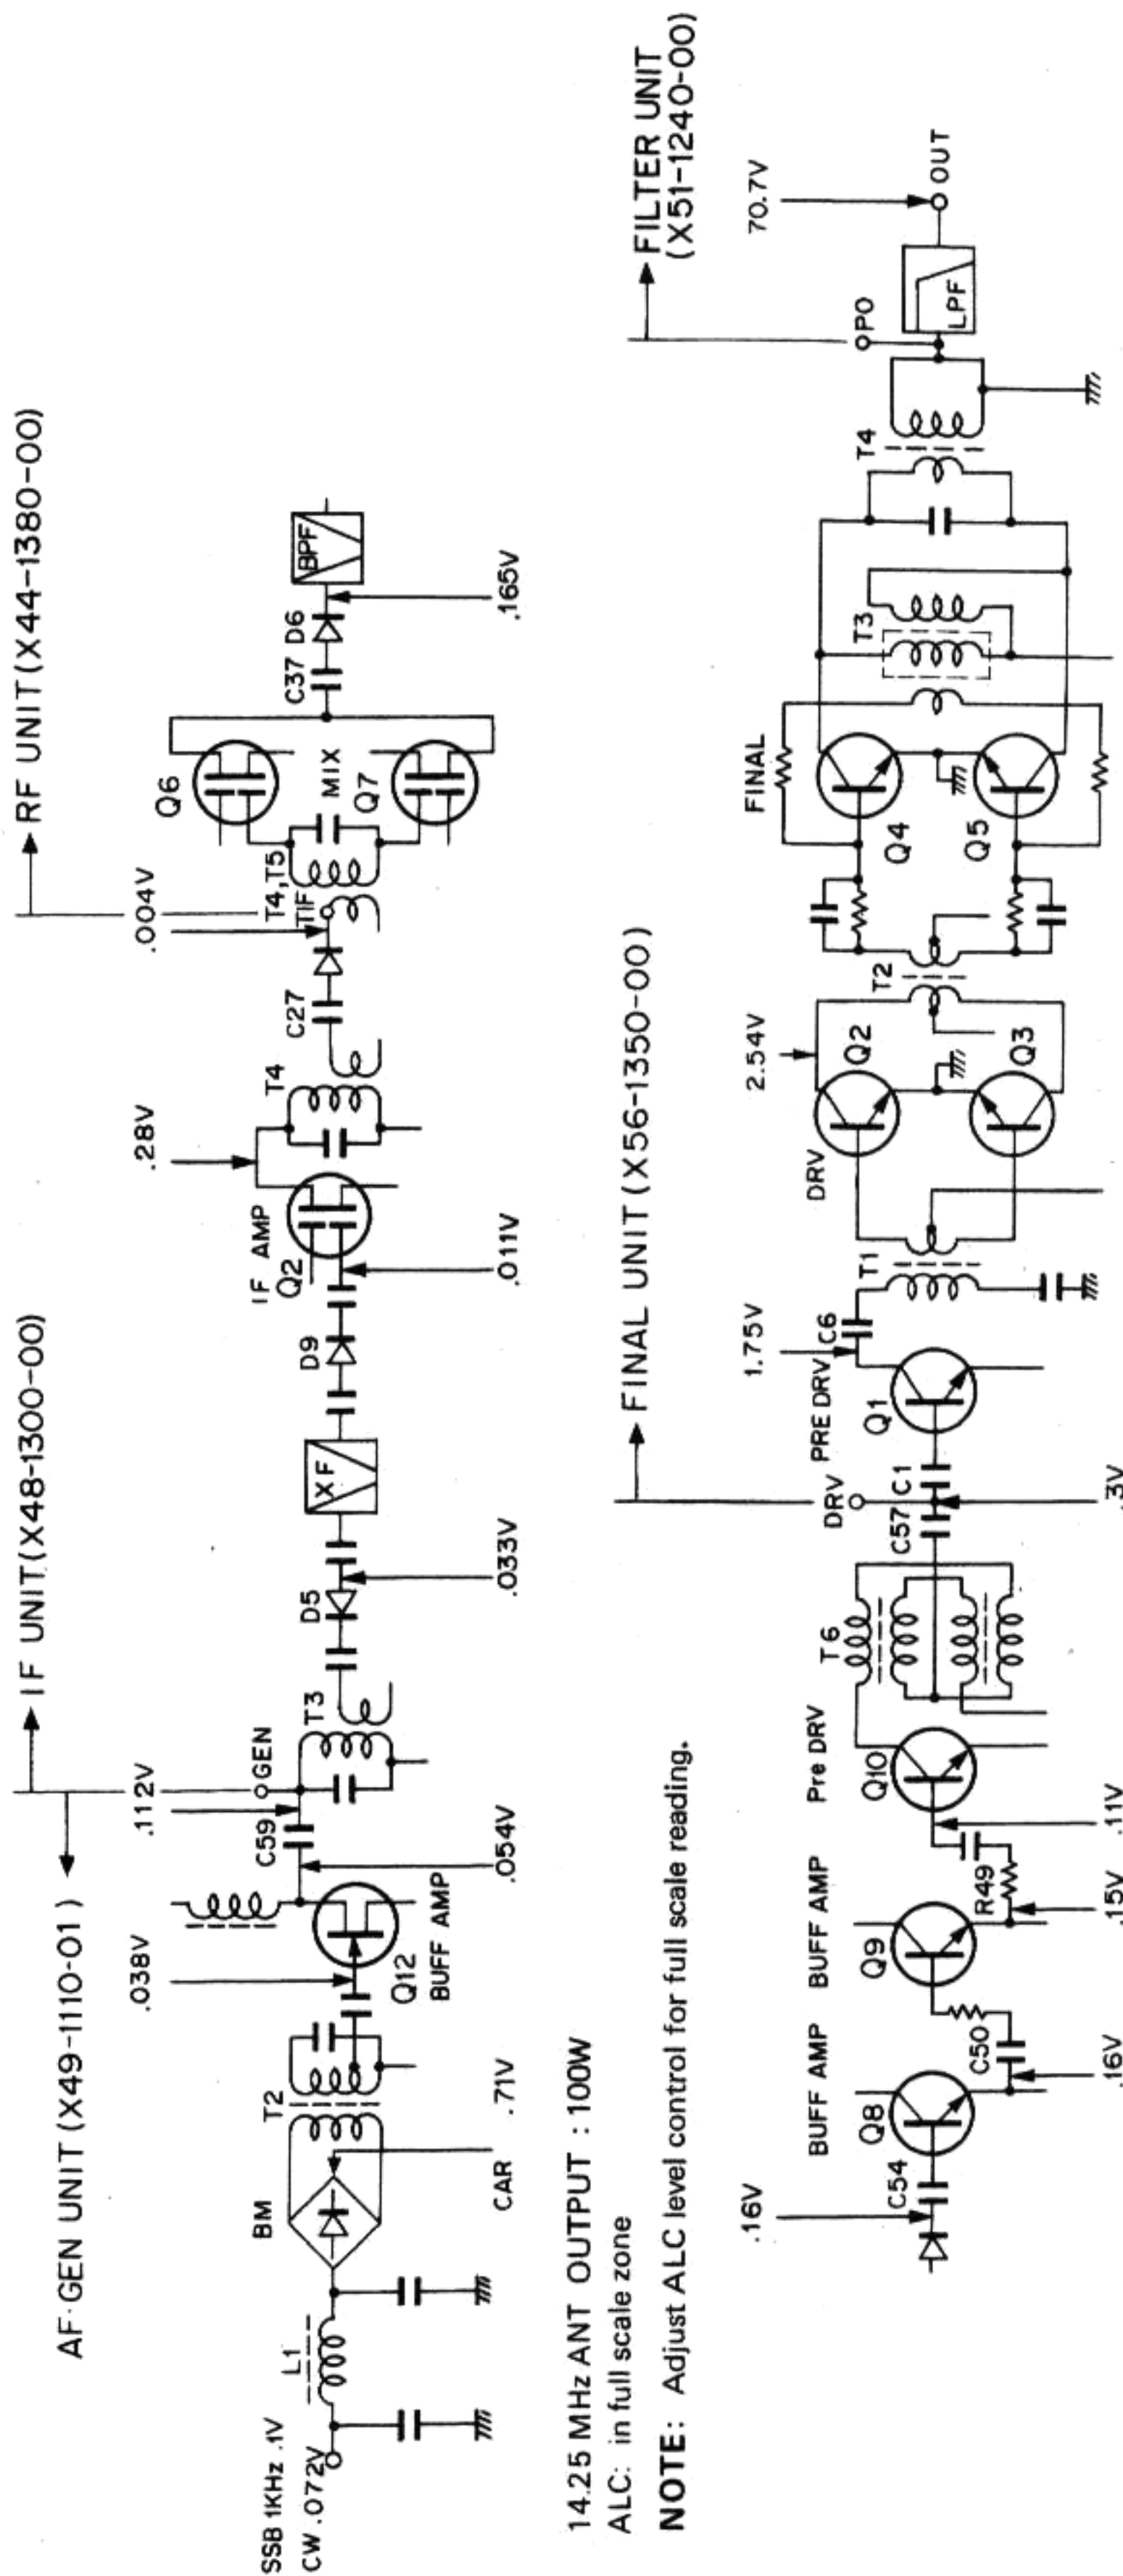 AF·GEN UNIT (X49-1110-01)
IF UNIT (X48-1300-00)
RF UNIT (X44-1380-00)
.038V
.112V
.28V
.004V
SSB 1KHz .1V
CW .072V
L1
BM
T2
C59
GEN
T3
D5
XF
D9
IF AMP
Q2
T4
C27
TIF
T4,T5
Q6
MIX
Q7
C37
D6
BPF
Q12
BUFF AMP
CAR
.71V
.054V
.033V
.011V
.165V
14.25 MHz ANT OUTPUT : 100W
ALC: in full scale zone
NOTE: Adjust ALC level control for full scale reading.
FINAL UNIT (X56-1350-00)
FILTER UNIT
(X51-1240-00)
.16V
1.75V
2.54V
70.7V
BUFF AMP
BUFF AMP
Pre DRV
DRV
PRE DRV
DRV
FINAL
PO
C54
Q8
C50
Q9
R49
Q10
T6
C57
C1
Q1
C6
T1
Q2
Q3
T2
Q4
Q5
T3
T4
LPF
OUT
.16V
.15V
.11V
.3V